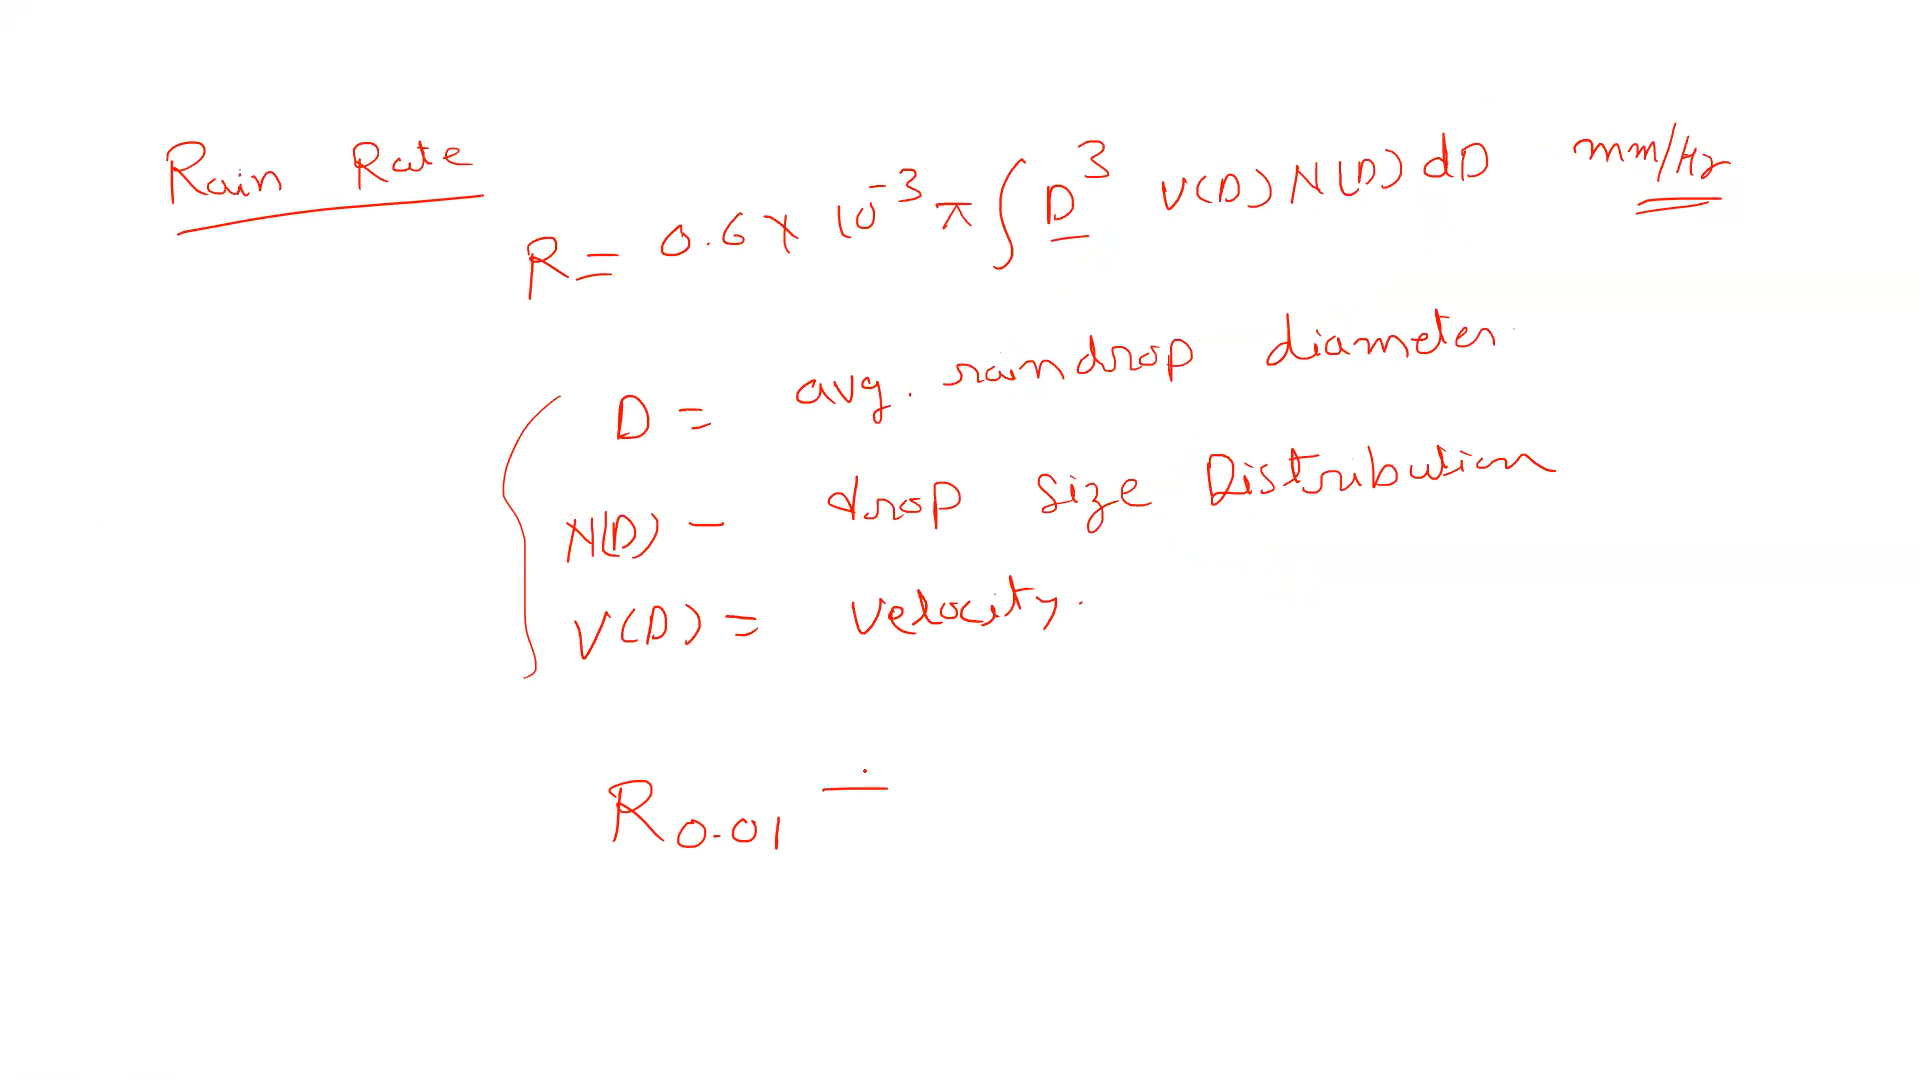 Rain Rate
R = 0.6 × 10⁻³ π ∫ D³ V(D) N(D) dD mm/Hr
D = avg. raindrop diameter
N(D) - drop size Distribution
V(D) = Velocity.
R₀.₀₁ —